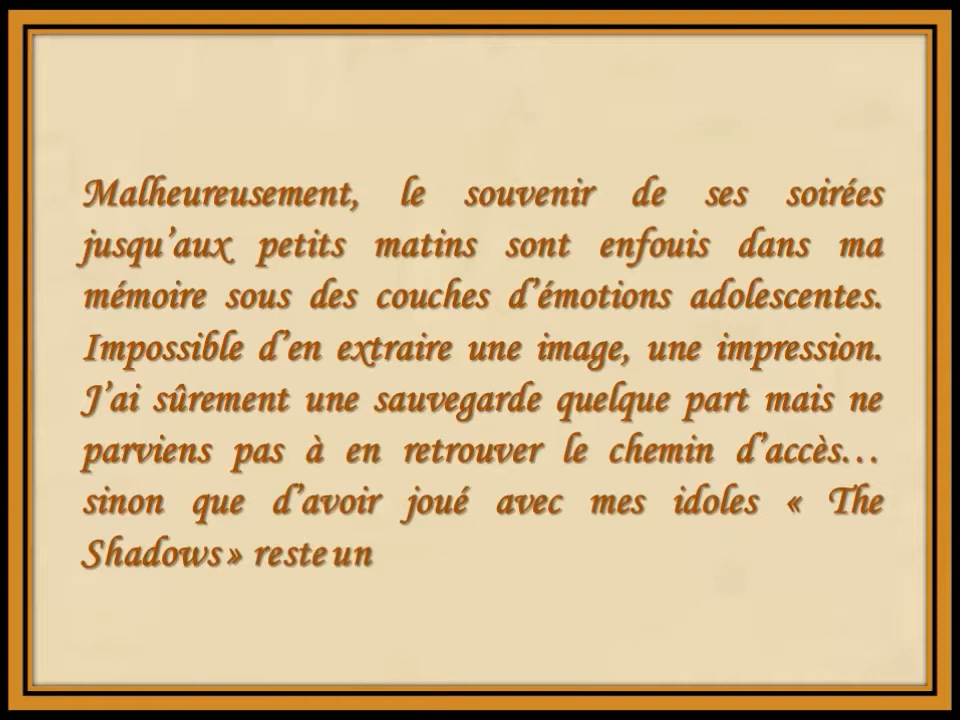 Malheureusement, le souvenir de ses soirées
jusqu’aux petits matins sont enfouis dans ma
mémoire sous des couches d’émotions adolescentes.
Impossible d’en extraire une image, une impression.
J’ai sûrement une sauvegarde quelque part mais ne
parviens pas à en retrouver le chemin d’accès…
sinon que d’avoir joué avec mes idoles « The
Shadows » reste un